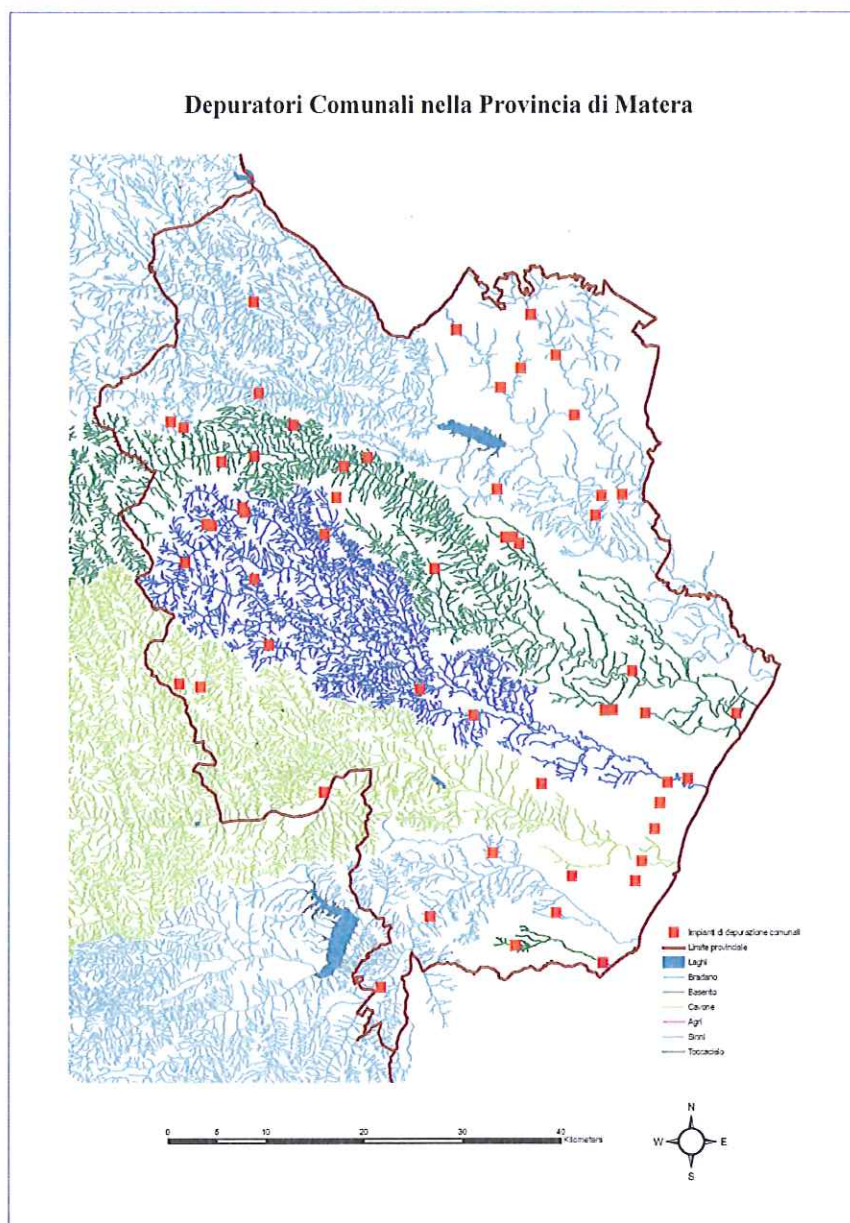 Depuratori Comunali nella Provincia di Matera
Impianti di depurazione comunali
Limite provinciale
Laghi
Bradano
Basento
Cavone
Agri
Sinni
Toccacielo
0 5 10 20 30 40
Kilometers
N
W E
S